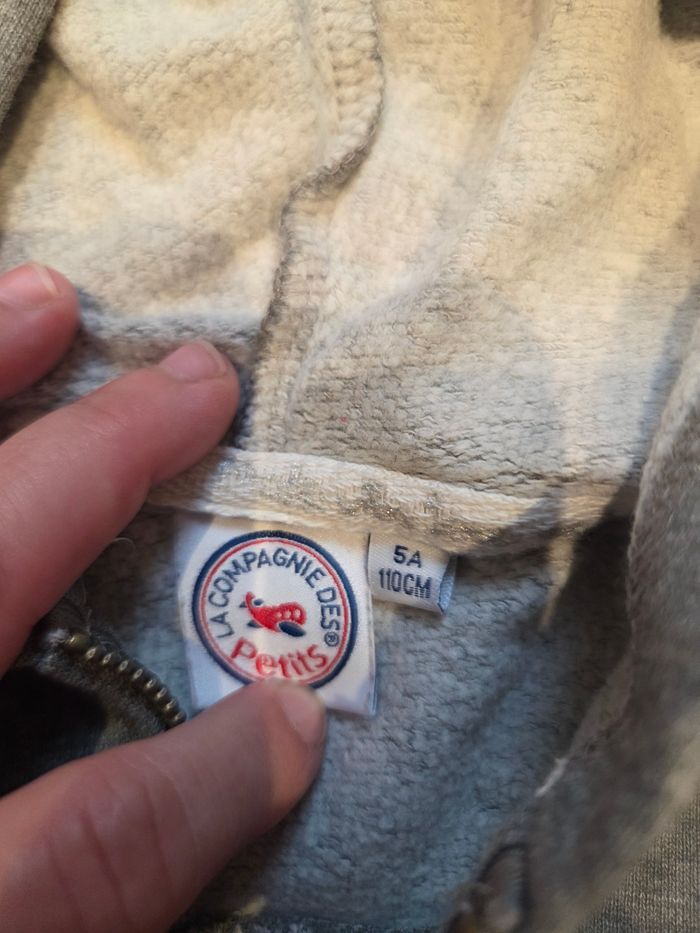 LA COMPAGNIE DES®
Petits
5A
110CM